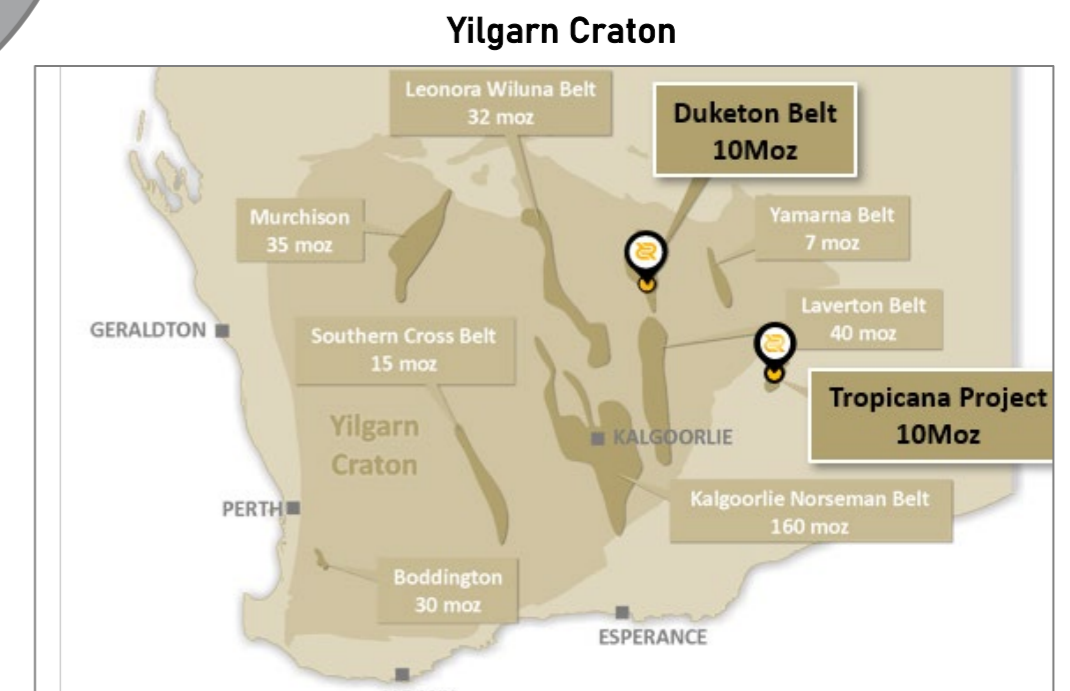 Yilgarn Craton
Leonora Wiluna Belt
32 moz
Duketon Belt
10Moz
Murchison
35 moz
Yamarna Belt
7 moz
Laverton Belt
40 moz
GERALDTON
Southern Cross Belt
15 moz
Tropicana Project
10Moz
Yilgarn
Craton
KALGOORLIE
Kalgoorlie Norseman Belt
160 moz
PERTH
Boddington
30 moz
ESPERANCE